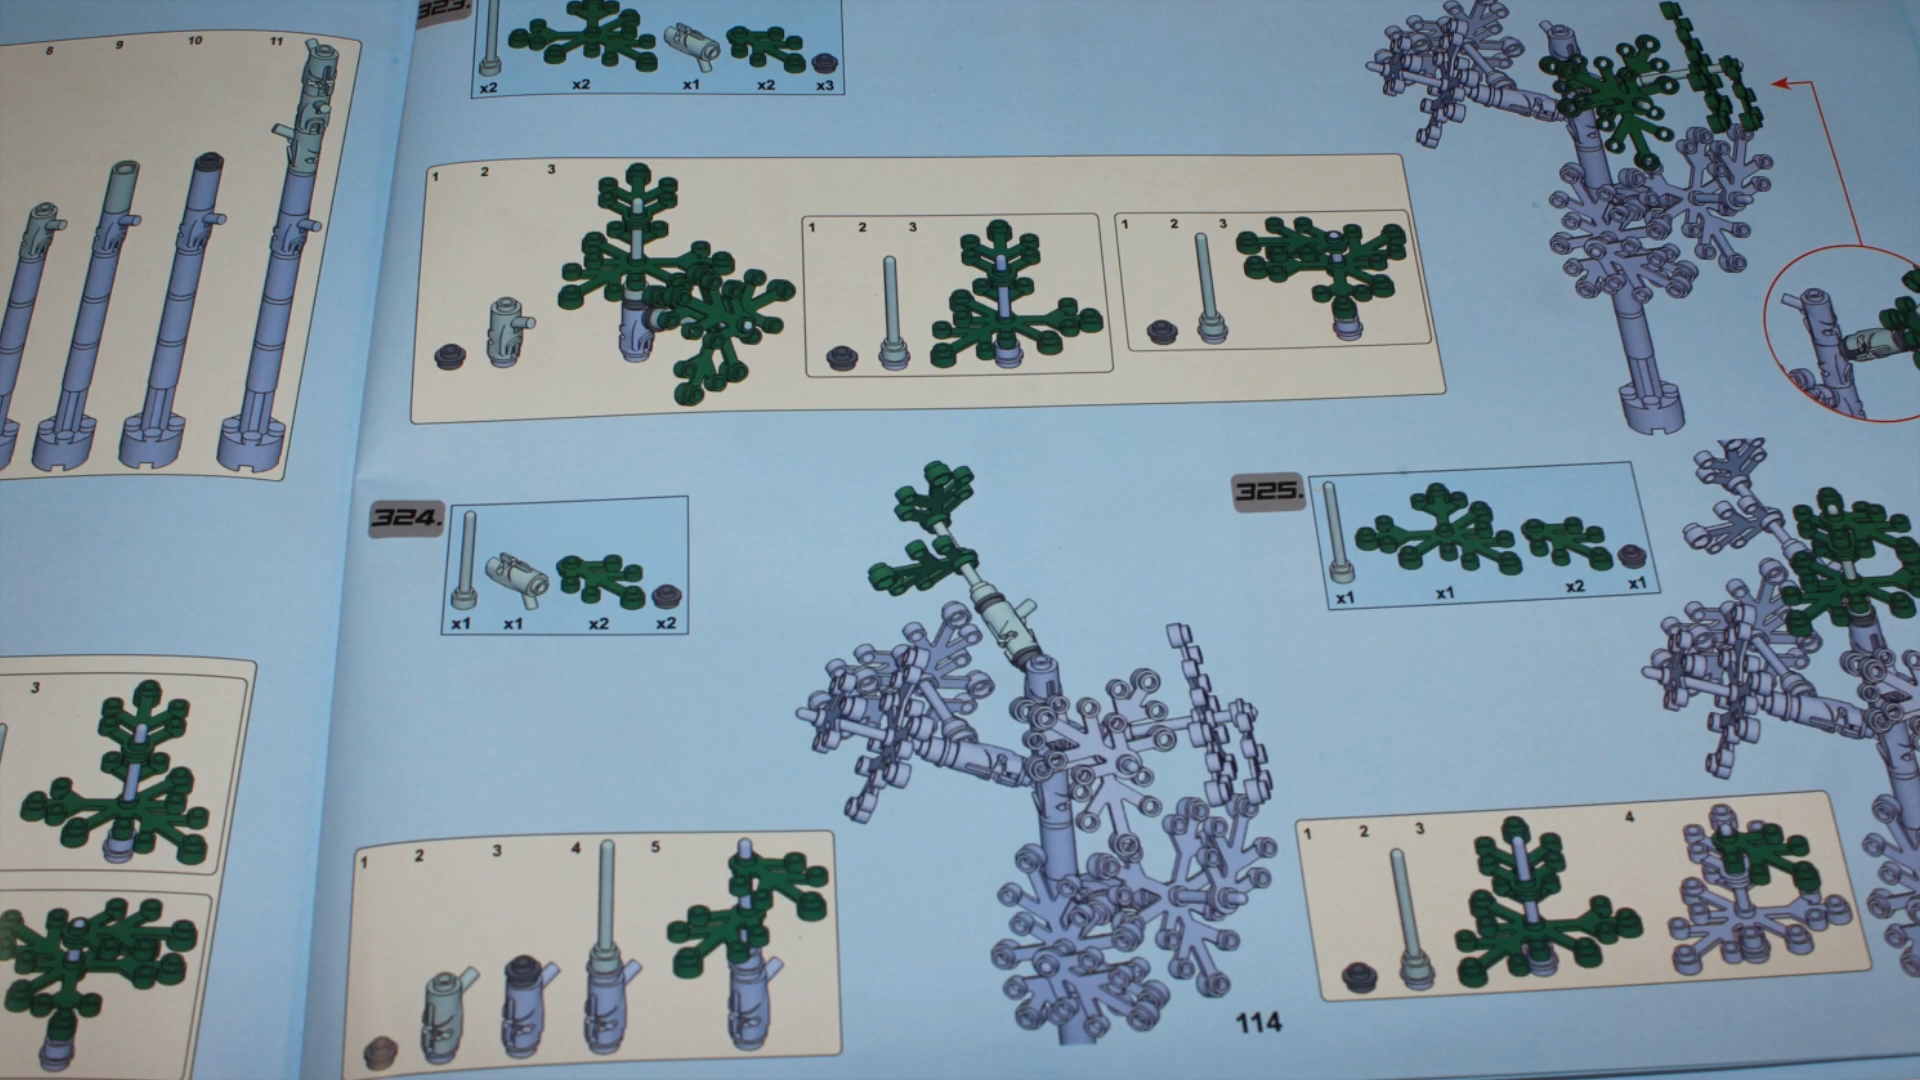 8 9 10 11
3
323.
x2 x2 x1 x2 x3
1 2 3
1 2 3
1 2 3
324.
x1 x1 x2 x2
1 2 3 4 5
325.
x1 x1 x2 x1
1 2 3 4
114